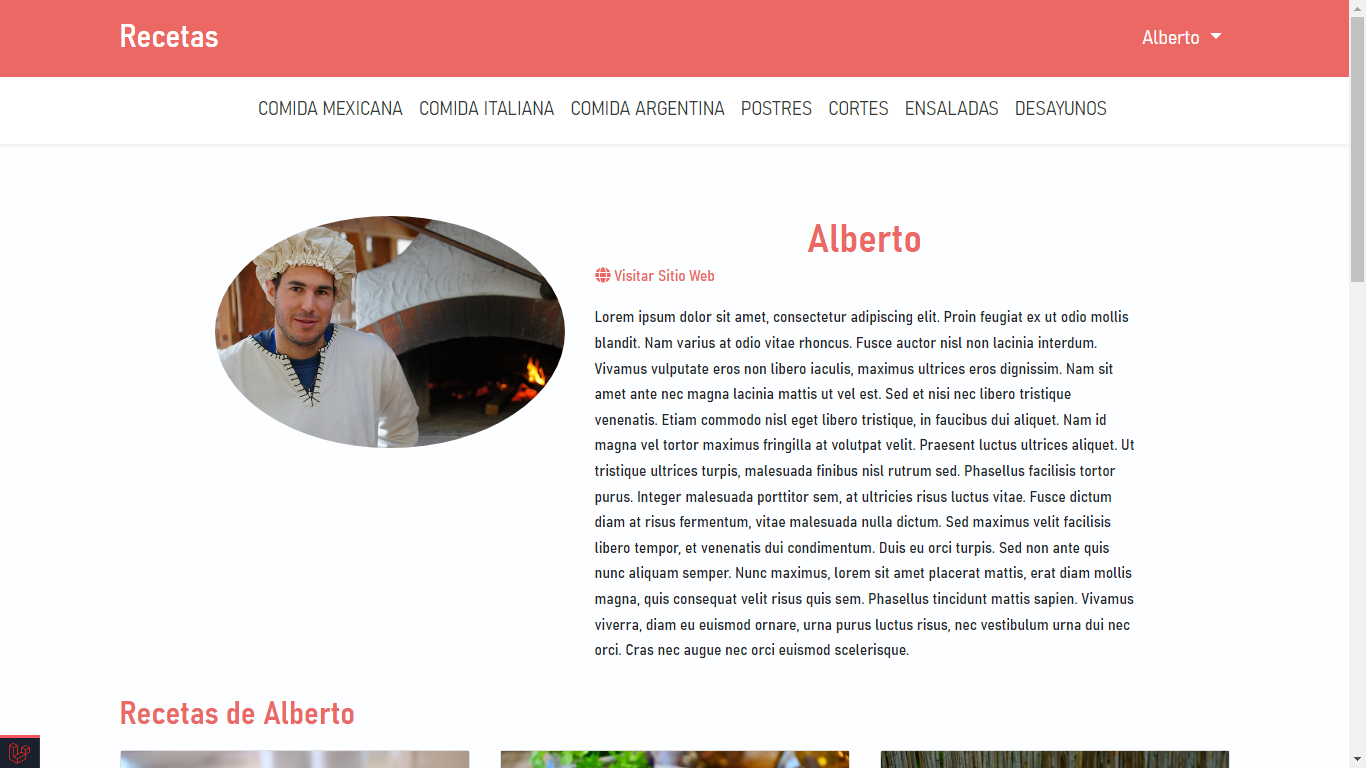 Recetas
Alberto
COMIDA MEXICANA COMIDA ITALIANA COMIDA ARGENTINA POSTRES CORTES ENSALADAS DESAYUNOS
Alberto
Visitar Sitio Web
Lorem ipsum dolor sit amet, consectetur adipiscing elit. Proin feugiat ex ut odio mollis
blandit. Nam varius at odio vitae rhoncus. Fusce auctor nisl non lacinia interdum.
Vivamus vulputate eros non libero iaculis, maximus ultrices eros dignissim. Nam sit
amet ante nec magna lacinia mattis ut vel est. Sed et nisi nec libero tristique
venenatis. Etiam commodo nisl eget libero tristique, in faucibus dui aliquet. Nam id
magna vel tortor maximus fringilla at volutpat velit. Praesent luctus ultrices aliquet. Ut
tristique ultrices turpis, malesuada finibus nisl rutrum sed. Phasellus facilisis tortor
purus. Integer malesuada porttitor sem, at ultricies risus luctus vitae. Fusce dictum
diam at risus fermentum, vitae malesuada nulla dictum. Sed maximus velit facilisis
libero tempor, et venenatis dui condimentum. Duis eu orci turpis. Sed non ante quis
nunc aliquam semper. Nunc maximus, lorem sit amet placerat mattis, erat diam mollis
magna, quis consequat velit risus quis sem. Phasellus tincidunt mattis sapien. Vivamus
viverra, diam eu euismod ornare, urna purus luctus risus, nec vestibulum urna dui nec
orci. Cras nec augue nec orci euismod scelerisque.
Recetas de Alberto